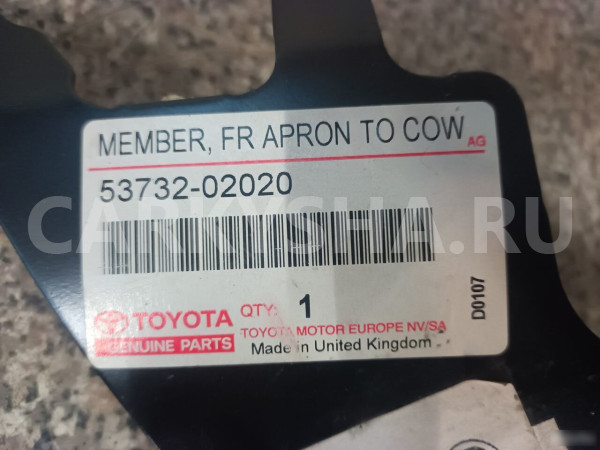 MEMBER, FR APRON TO COW
AG
53732-02020
CARKYSHA.RU
TOYOTA
GENUINE PARTS
QTY: 1
TOYOTA MOTOR EUROPE NV/SA
Made in United Kingdom
D0107